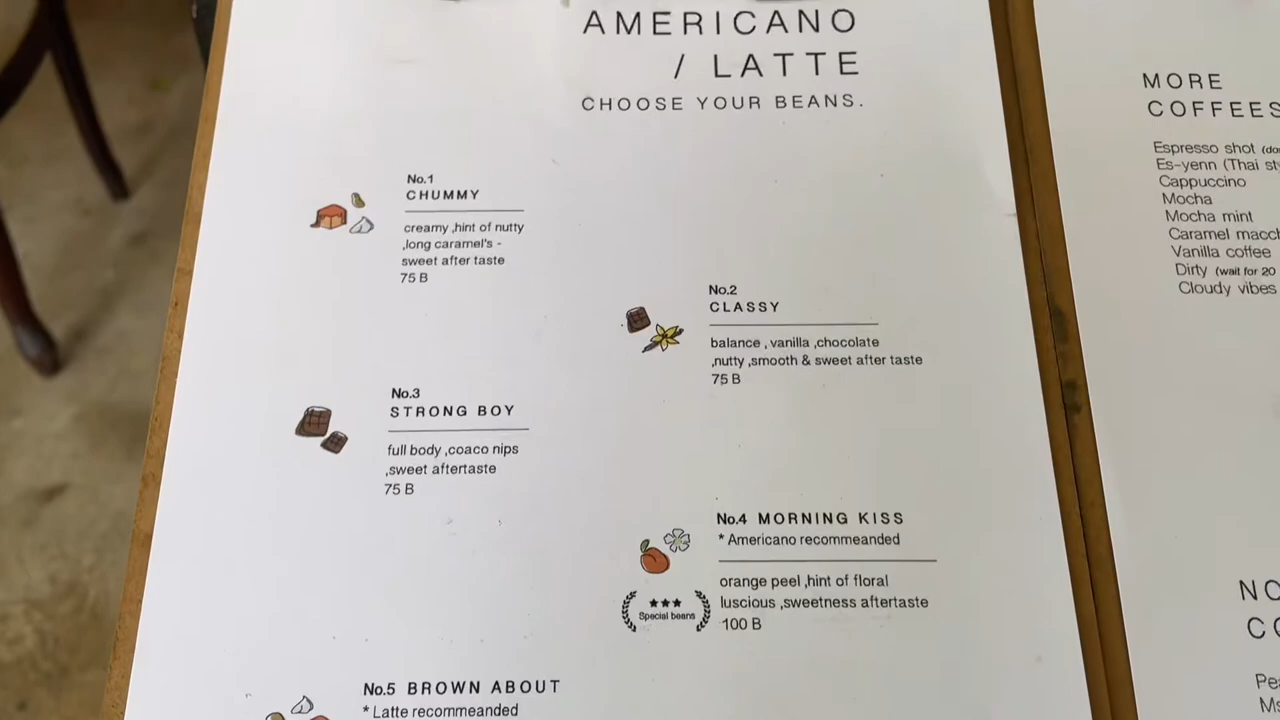 AMERICANO
/ LATTE
CHOOSE YOUR BEANS.
No.1
CHUMMY
creamy ,hint of nutty
,long caramel's -
sweet after taste
75 B
No.2
CLASSY
balance , vanilla ,chocolate
,nutty ,smooth & sweet after taste
75 B
No.3
STRONG BOY
full body ,coaco nips
,sweet aftertaste
75 B
No.4 MORNING KISS
* Americano recommeanded
orange peel ,hint of floral
luscious ,sweetness aftertaste
100 B
Special beans
No.5 BROWN ABOUT
* Latte recommeanded
MORE
COFFEES
Espresso shot
Es-yenn (Thai
Cappuccino
Mocha
Mocha mint
Caramel
Vanilla coffee
Dirty (wait for 20
Cloudy vibes